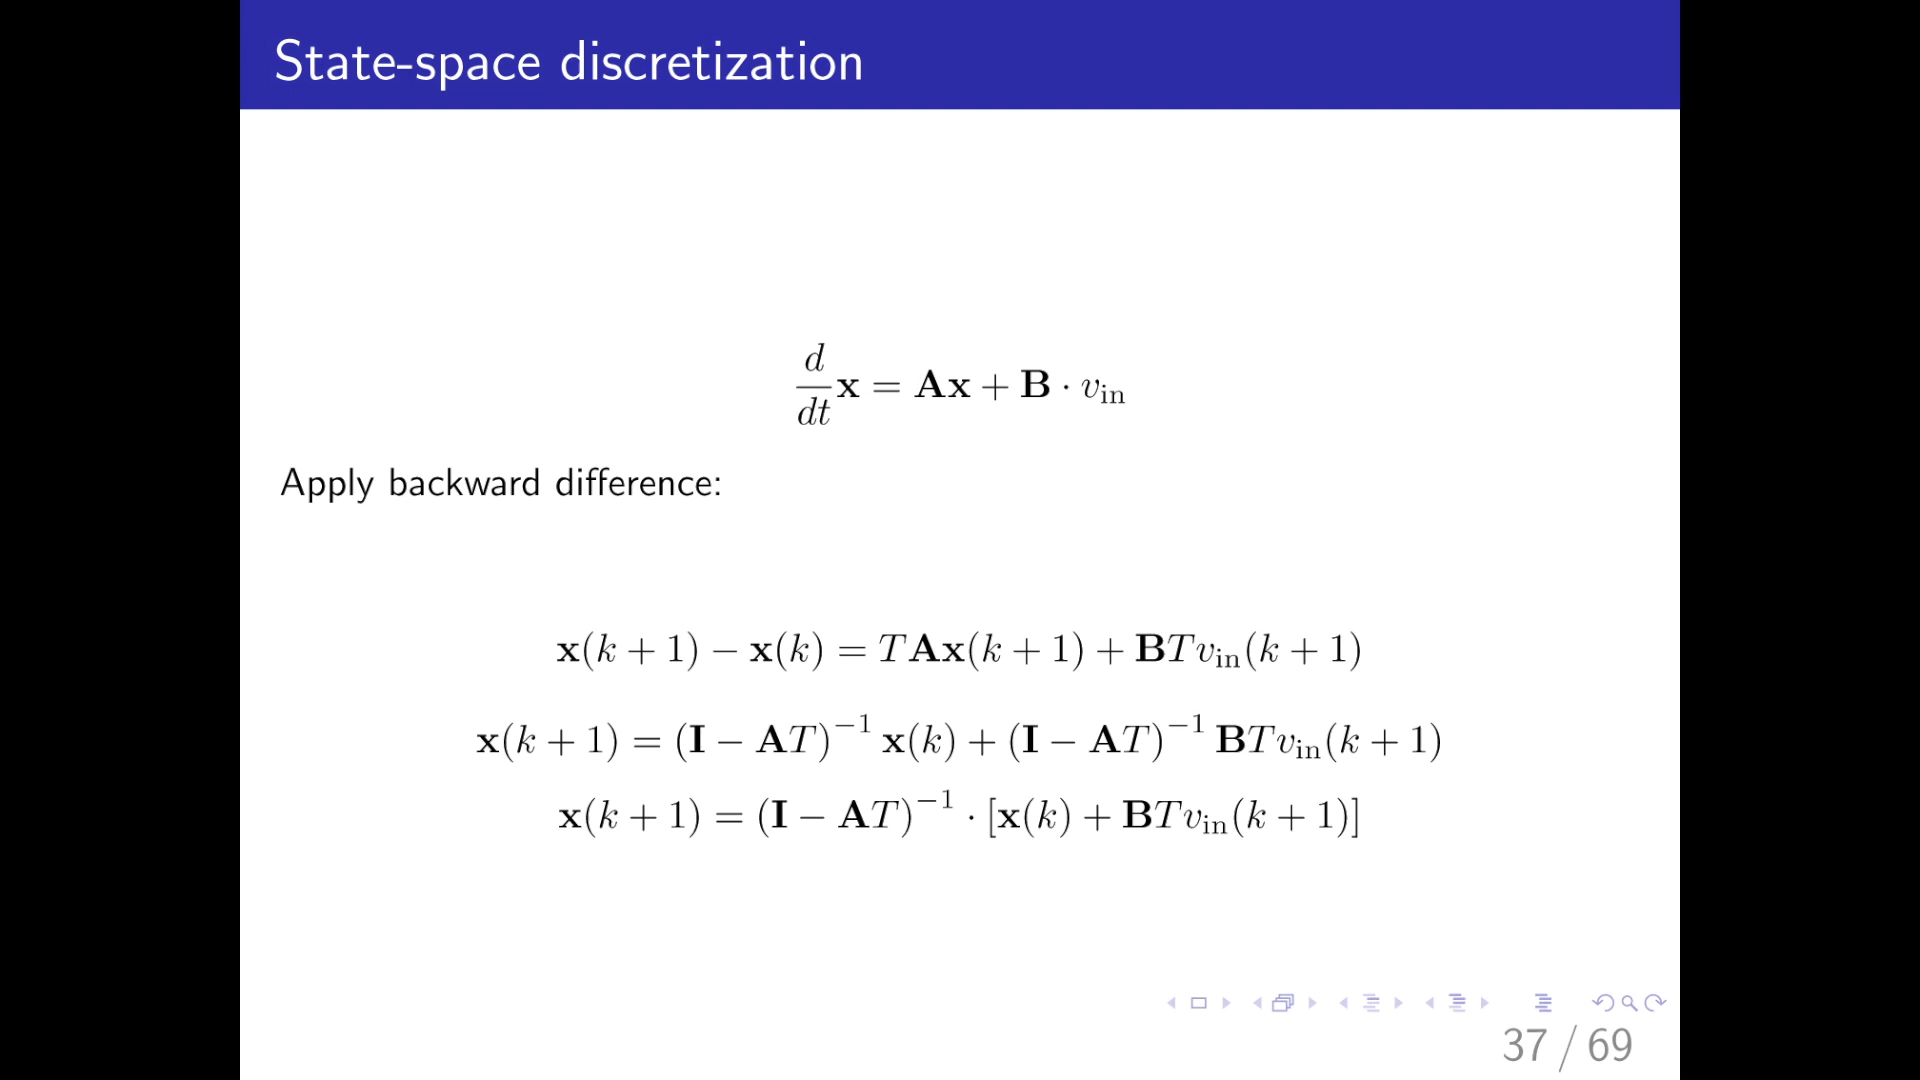 State-space discretization
d/dt x = Ax + B · v_in
Apply backward difference:
x(k + 1) − x(k) = TAx(k + 1) + BTv_in(k + 1)
x(k + 1) = (I − AT)⁻¹ x(k) + (I − AT)⁻¹ BTv_in(k + 1)
x(k + 1) = (I − AT)⁻¹ · [x(k) + BTv_in(k + 1)]
37 / 69